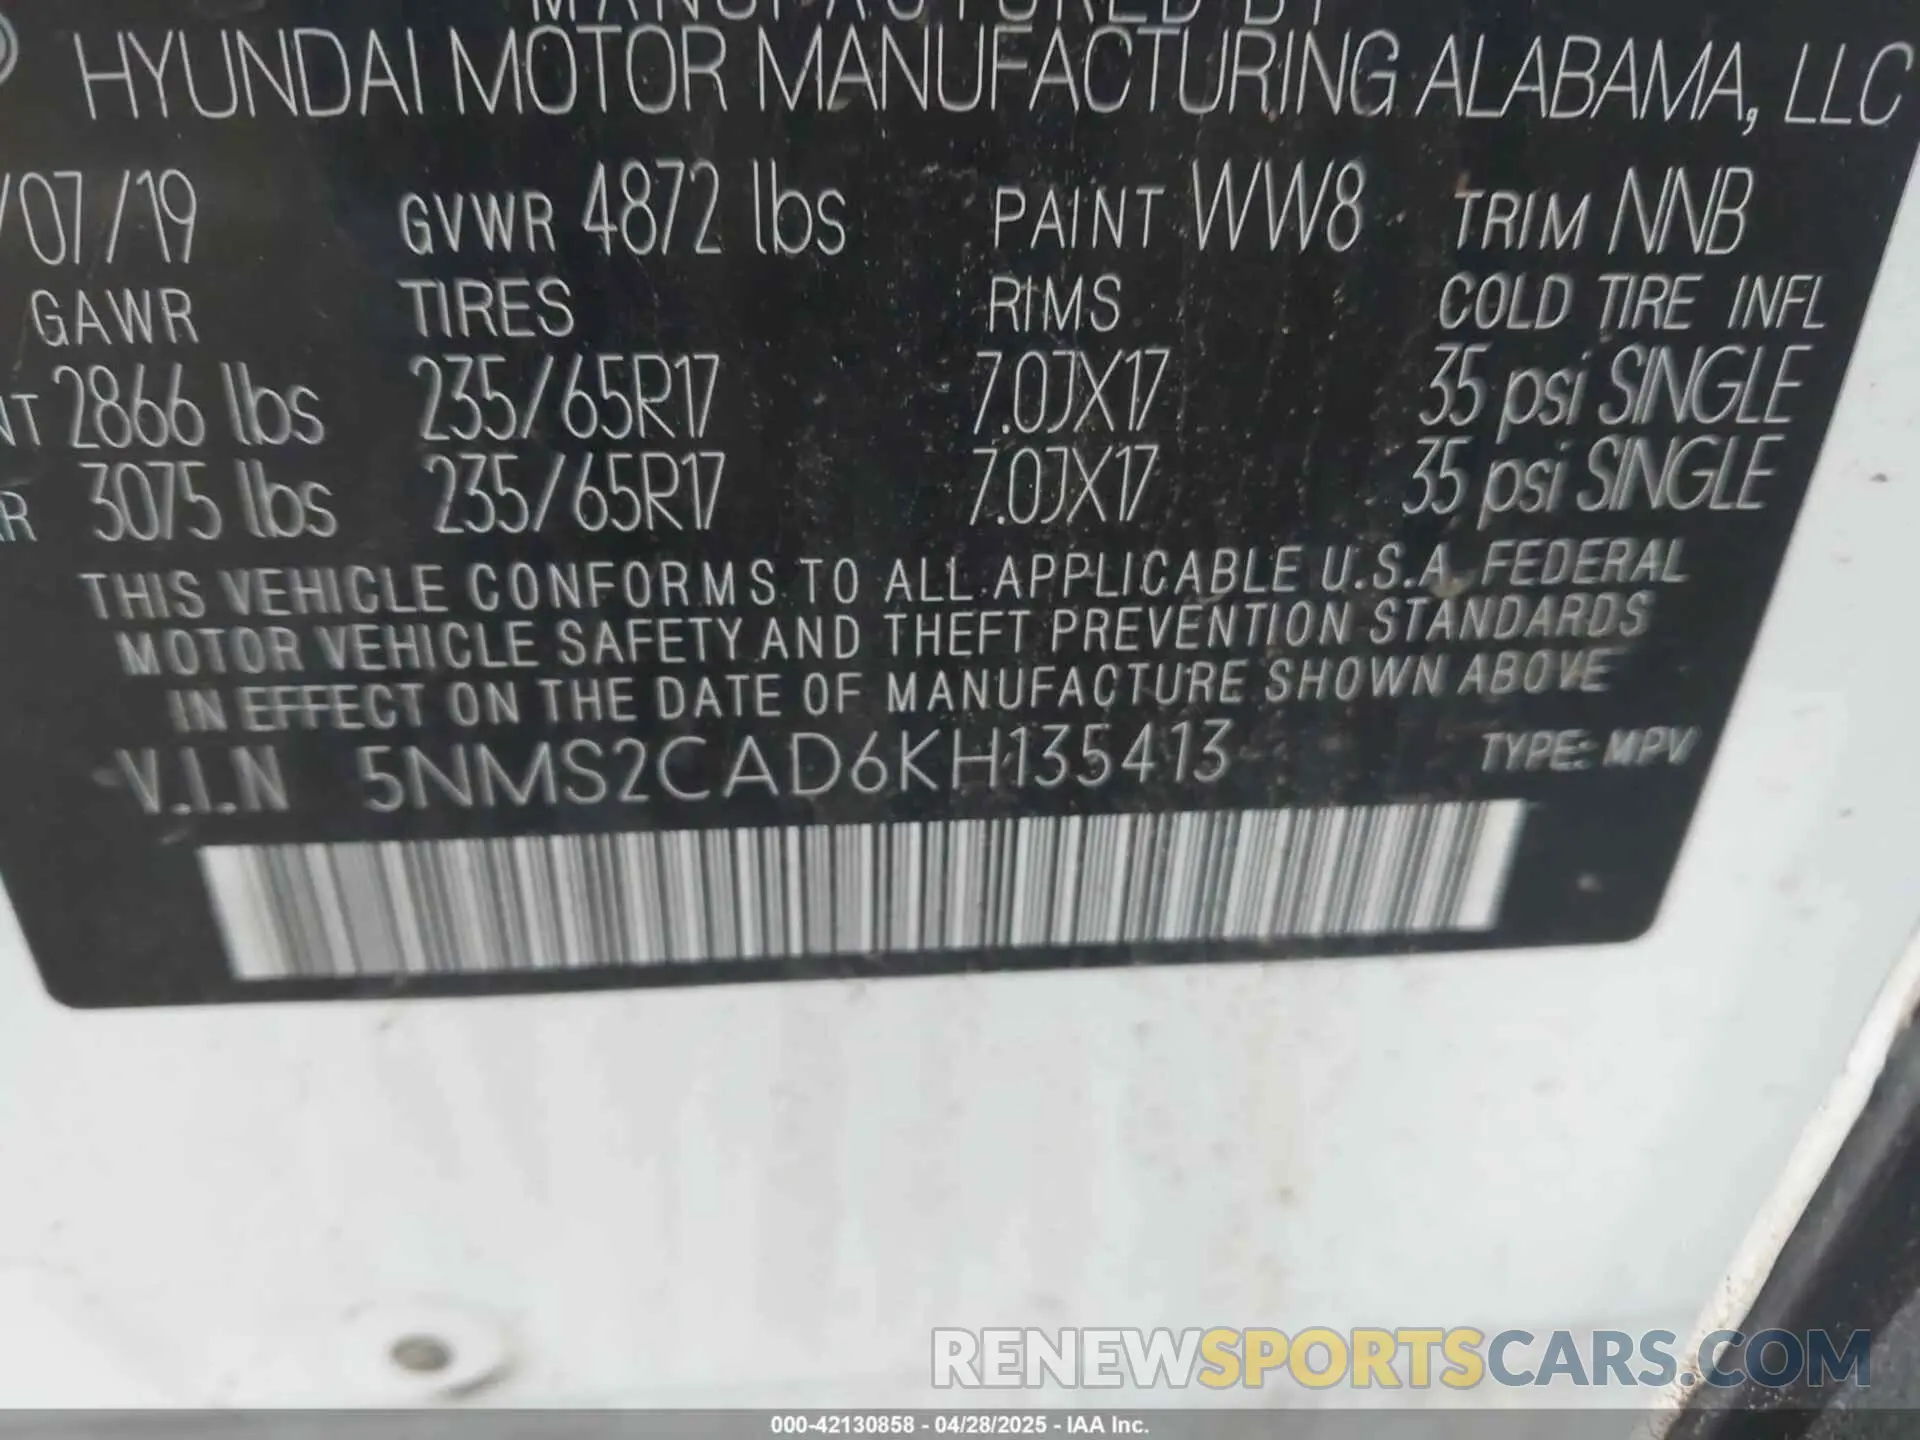 MANUFACTURED BY
HYUNDAI MOTOR MANUFACTURING ALABAMA, LLC
/07/19 GVWR 4872 lbs PAINT WW8 TRIM NNB
GAWR TIRES RIMS COLD TIRE INFL
NT 2866 lbs 235/65R17 7.0JX17 35 psi SINGLE
R 3075 lbs 235/65R17 7.0JX17 35 psi SINGLE
THIS VEHICLE CONFORMS TO ALL APPLICABLE U.S.A. FEDERAL
MOTOR VEHICLE SAFETY AND THEFT PREVENTION STANDARDS
IN EFFECT ON THE DATE OF MANUFACTURE SHOWN ABOVE
V.I.N 5NMS2CAD6KH135413 TYPE: MPV
RENEWSPORTSCARS.COM
000-42130858 - 04/28/2025 - IAA Inc.